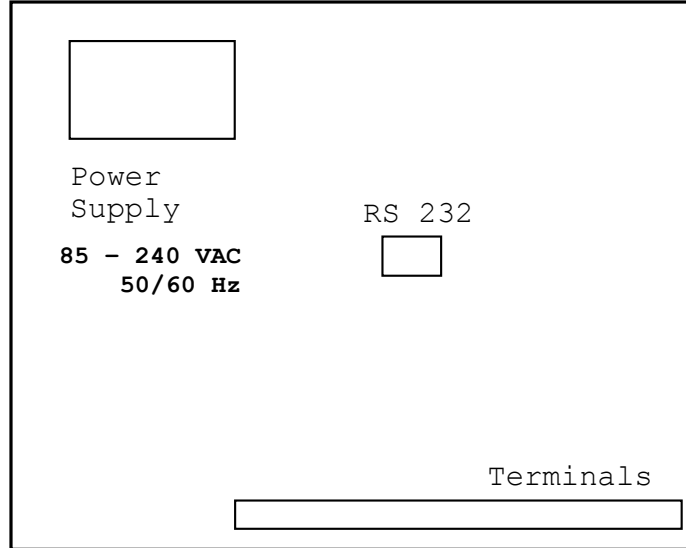 Power
Supply
RS 232
85 – 240 VAC
50/60 Hz
Terminals